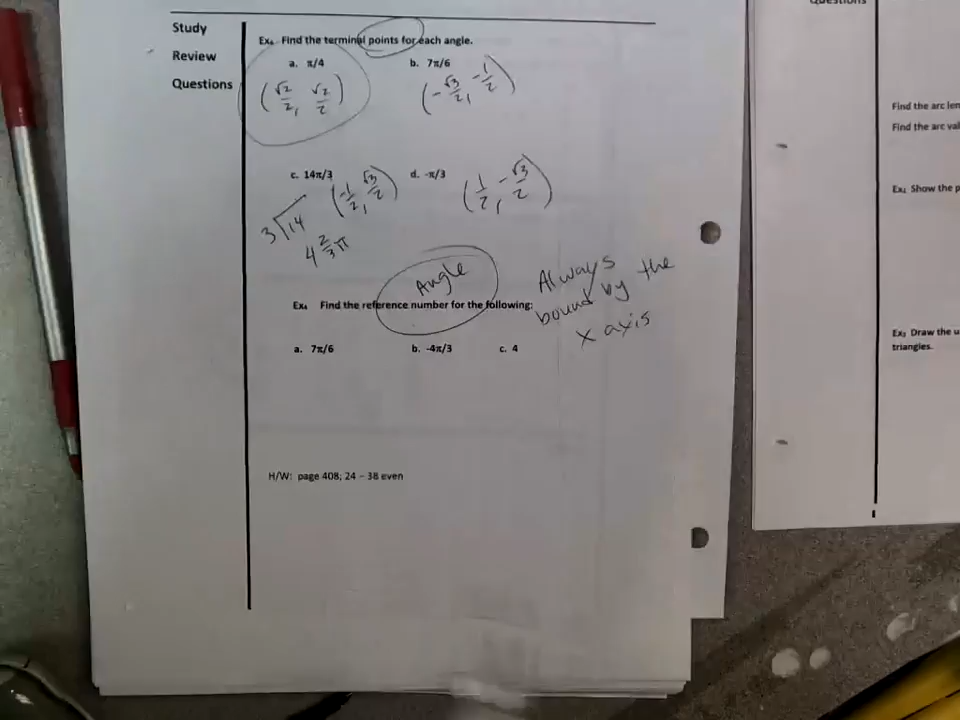 Study
Review
Questions
Ex. Find the terminal points for each angle.
a. π/4
b. 7π/6
(√2/2, √2/2)
(-√3/2, -1/2)
c. 14π/3
d. -π/3
(-1/2, √3/2)
(1/2, -√3/2)
3⟌14
4 2/3 π
Angle
Always
bound by the
x axis
Ex. Find the reference number for the following:
a. 7π/6
b. -4π/3
c. 4
H/W: page 408; 24 – 38 even
Questions
Find the arc len
Find the arc val
Ex. Show the p
Ex. Draw the u
triangles.